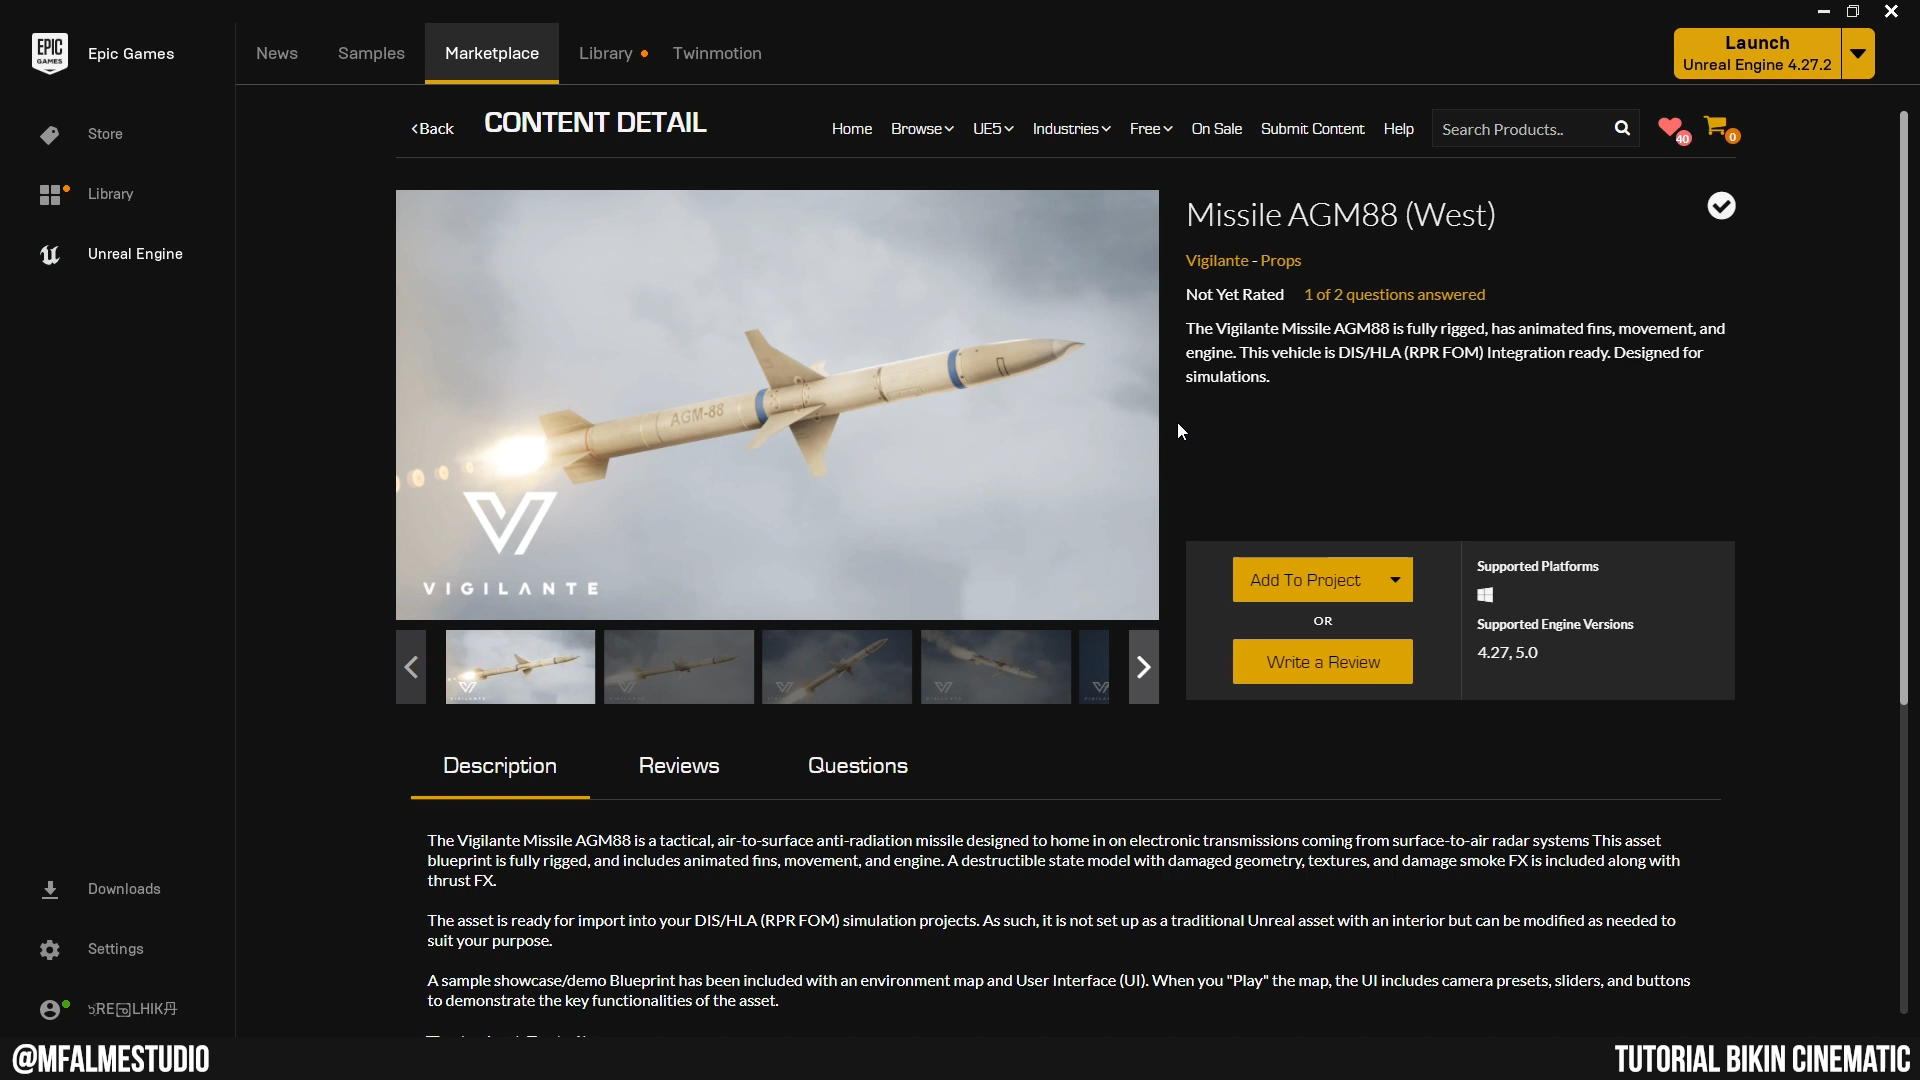 EPIC GAMES
Epic Games
News
Samples
Marketplace
Library
Twinmotion
Launch
Unreal Engine 4.27.2
Store
Library
Unreal Engine
Downloads
Settings
Back
CONTENT DETAIL
Home
Browse
UE5
Industries
Free
On Sale
Submit Content
Help
Search Products..
40
0
AGM-88
VIGILANTE
Missile AGM88 (West)
Vigilante - Props
Not Yet Rated 1 of 2 questions answered
The Vigilante Missile AGM88 is fully rigged, has animated fins, movement, and
engine. This vehicle is DIS/HLA (RPR FOM) Integration ready. Designed for
simulations.
Add To Project
OR
Write a Review
Supported Platforms
Supported Engine Versions
4.27, 5.0
Description
Reviews
Questions
The Vigilante Missile AGM88 is a tactical, air-to-surface anti-radiation missile designed to home in on electronic transmissions coming from surface-to-air radar systems This asset
blueprint is fully rigged, and includes animated fins, movement, and engine. A destructible state model with damaged geometry, textures, and damage smoke FX is included along with
thrust FX.
The asset is ready for import into your DIS/HLA (RPR FOM) simulation projects. As such, it is not set up as a traditional Unreal asset with an interior but can be modified as needed to
suit your purpose.
A sample showcase/demo Blueprint has been included with an environment map and User Interface (UI). When you "Play" the map, the UI includes camera presets, sliders, and buttons
to demonstrate the key functionalities of the asset.
@MFALMESTUDIO
TUTORIAL BIKIN CINEMATIC